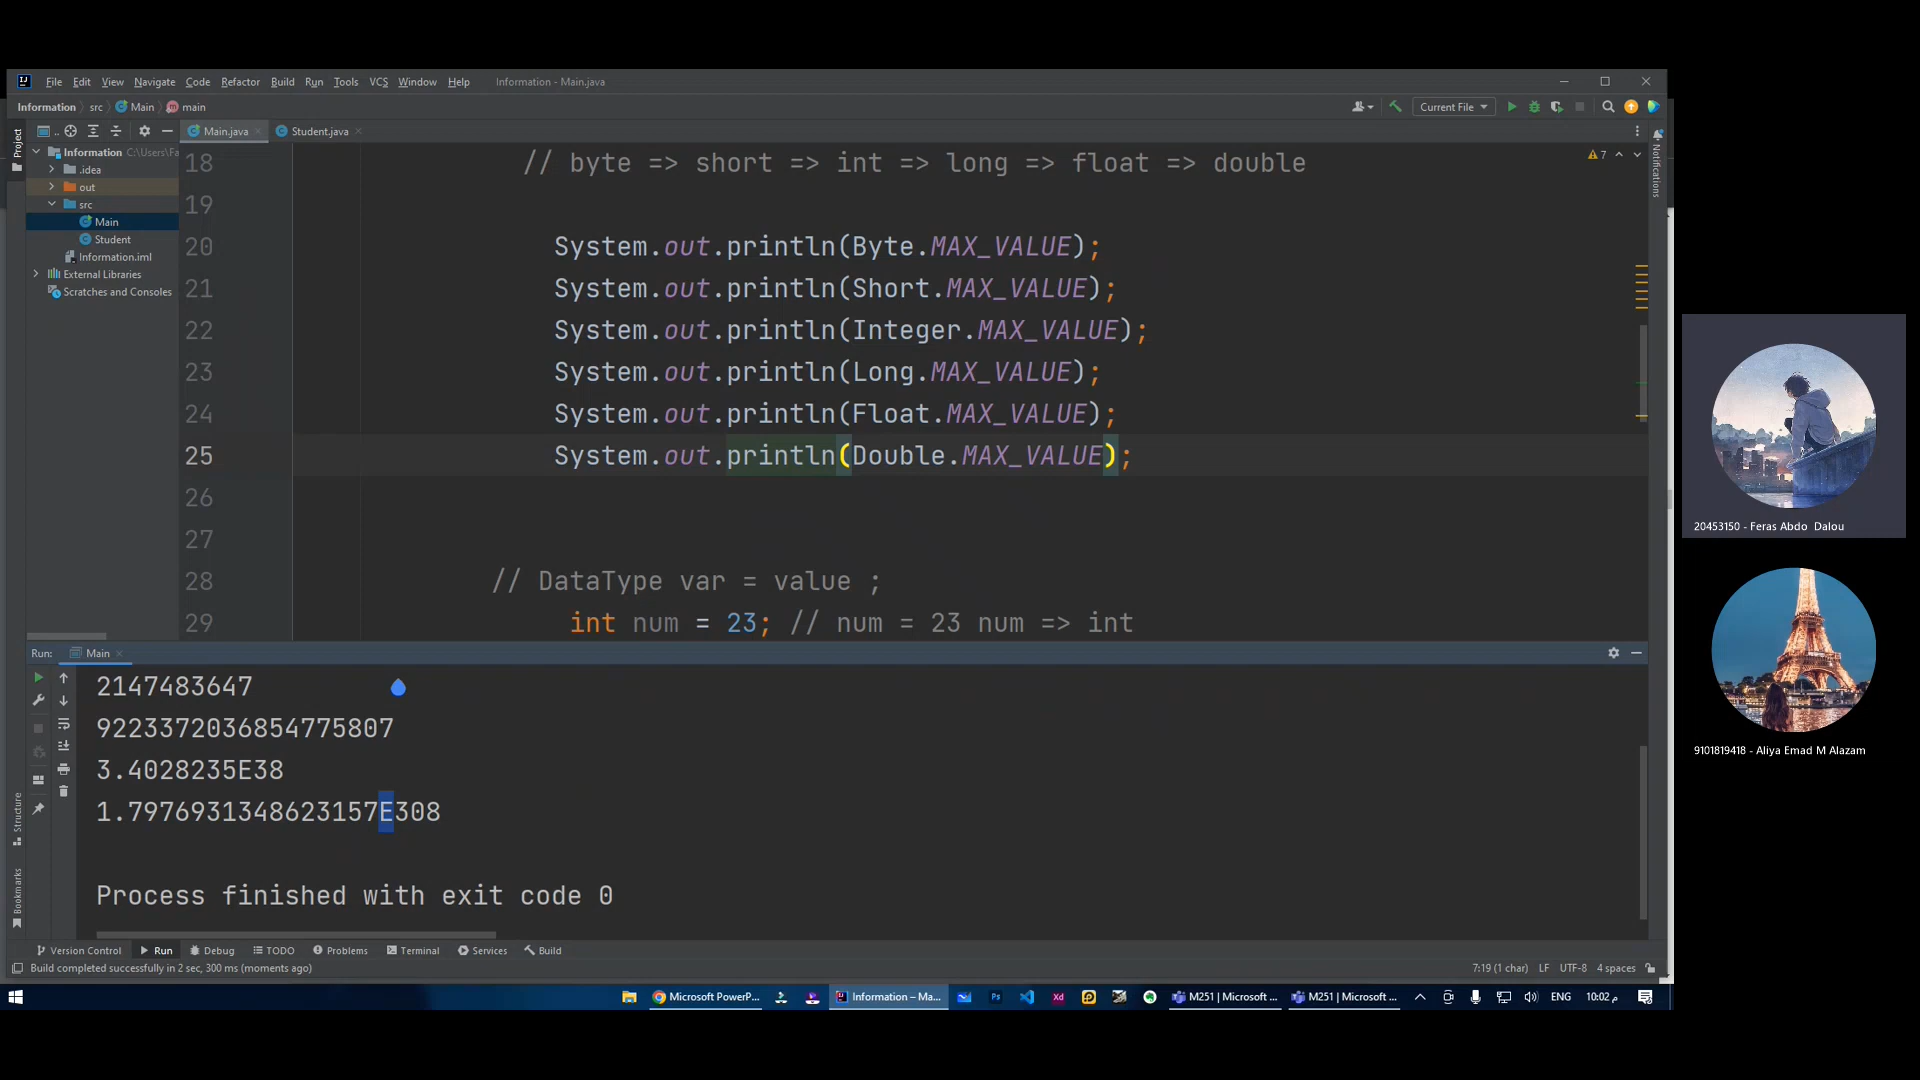 File Edit View Navigate Code Refactor Build Run Tools VCS Window Help Information - Main.java
Information src Main main
Current File
Project
Information C:\Users\Fa
.idea
out
src
Main
Student
Information.iml
External Libraries
Scratches and Consoles
Main.java Student.java
7
Notifications
18 // byte => short => int => long => float => double
19
20 System.out.println(Byte.MAX_VALUE);
21 System.out.println(Short.MAX_VALUE);
22 System.out.println(Integer.MAX_VALUE);
23 System.out.println(Long.MAX_VALUE);
24 System.out.println(Float.MAX_VALUE);
25 System.out.println(Double.MAX_VALUE);
26
27
28 // DataType var = value ;
29 int num = 23; // num = 23 num => int
Run: Main
2147483647
9223372036854775807
3.4028235E38
1.7976931348623157E308
Process finished with exit code 0
Structure
Bookmarks
Version Control Run Debug TODO Problems Terminal Services Build
Build completed successfully in 2 sec, 300 ms (moments ago)
7:19 (1 char) LF UTF-8 4 spaces
Microsoft PowerP... Ps Xd Information – Ma... M251 | Microsoft ... M251 | Microsoft ... ENG 10:02 م
20453150 - Feras Abdo Dalou
9101819418 - Aliya Emad M Alazam